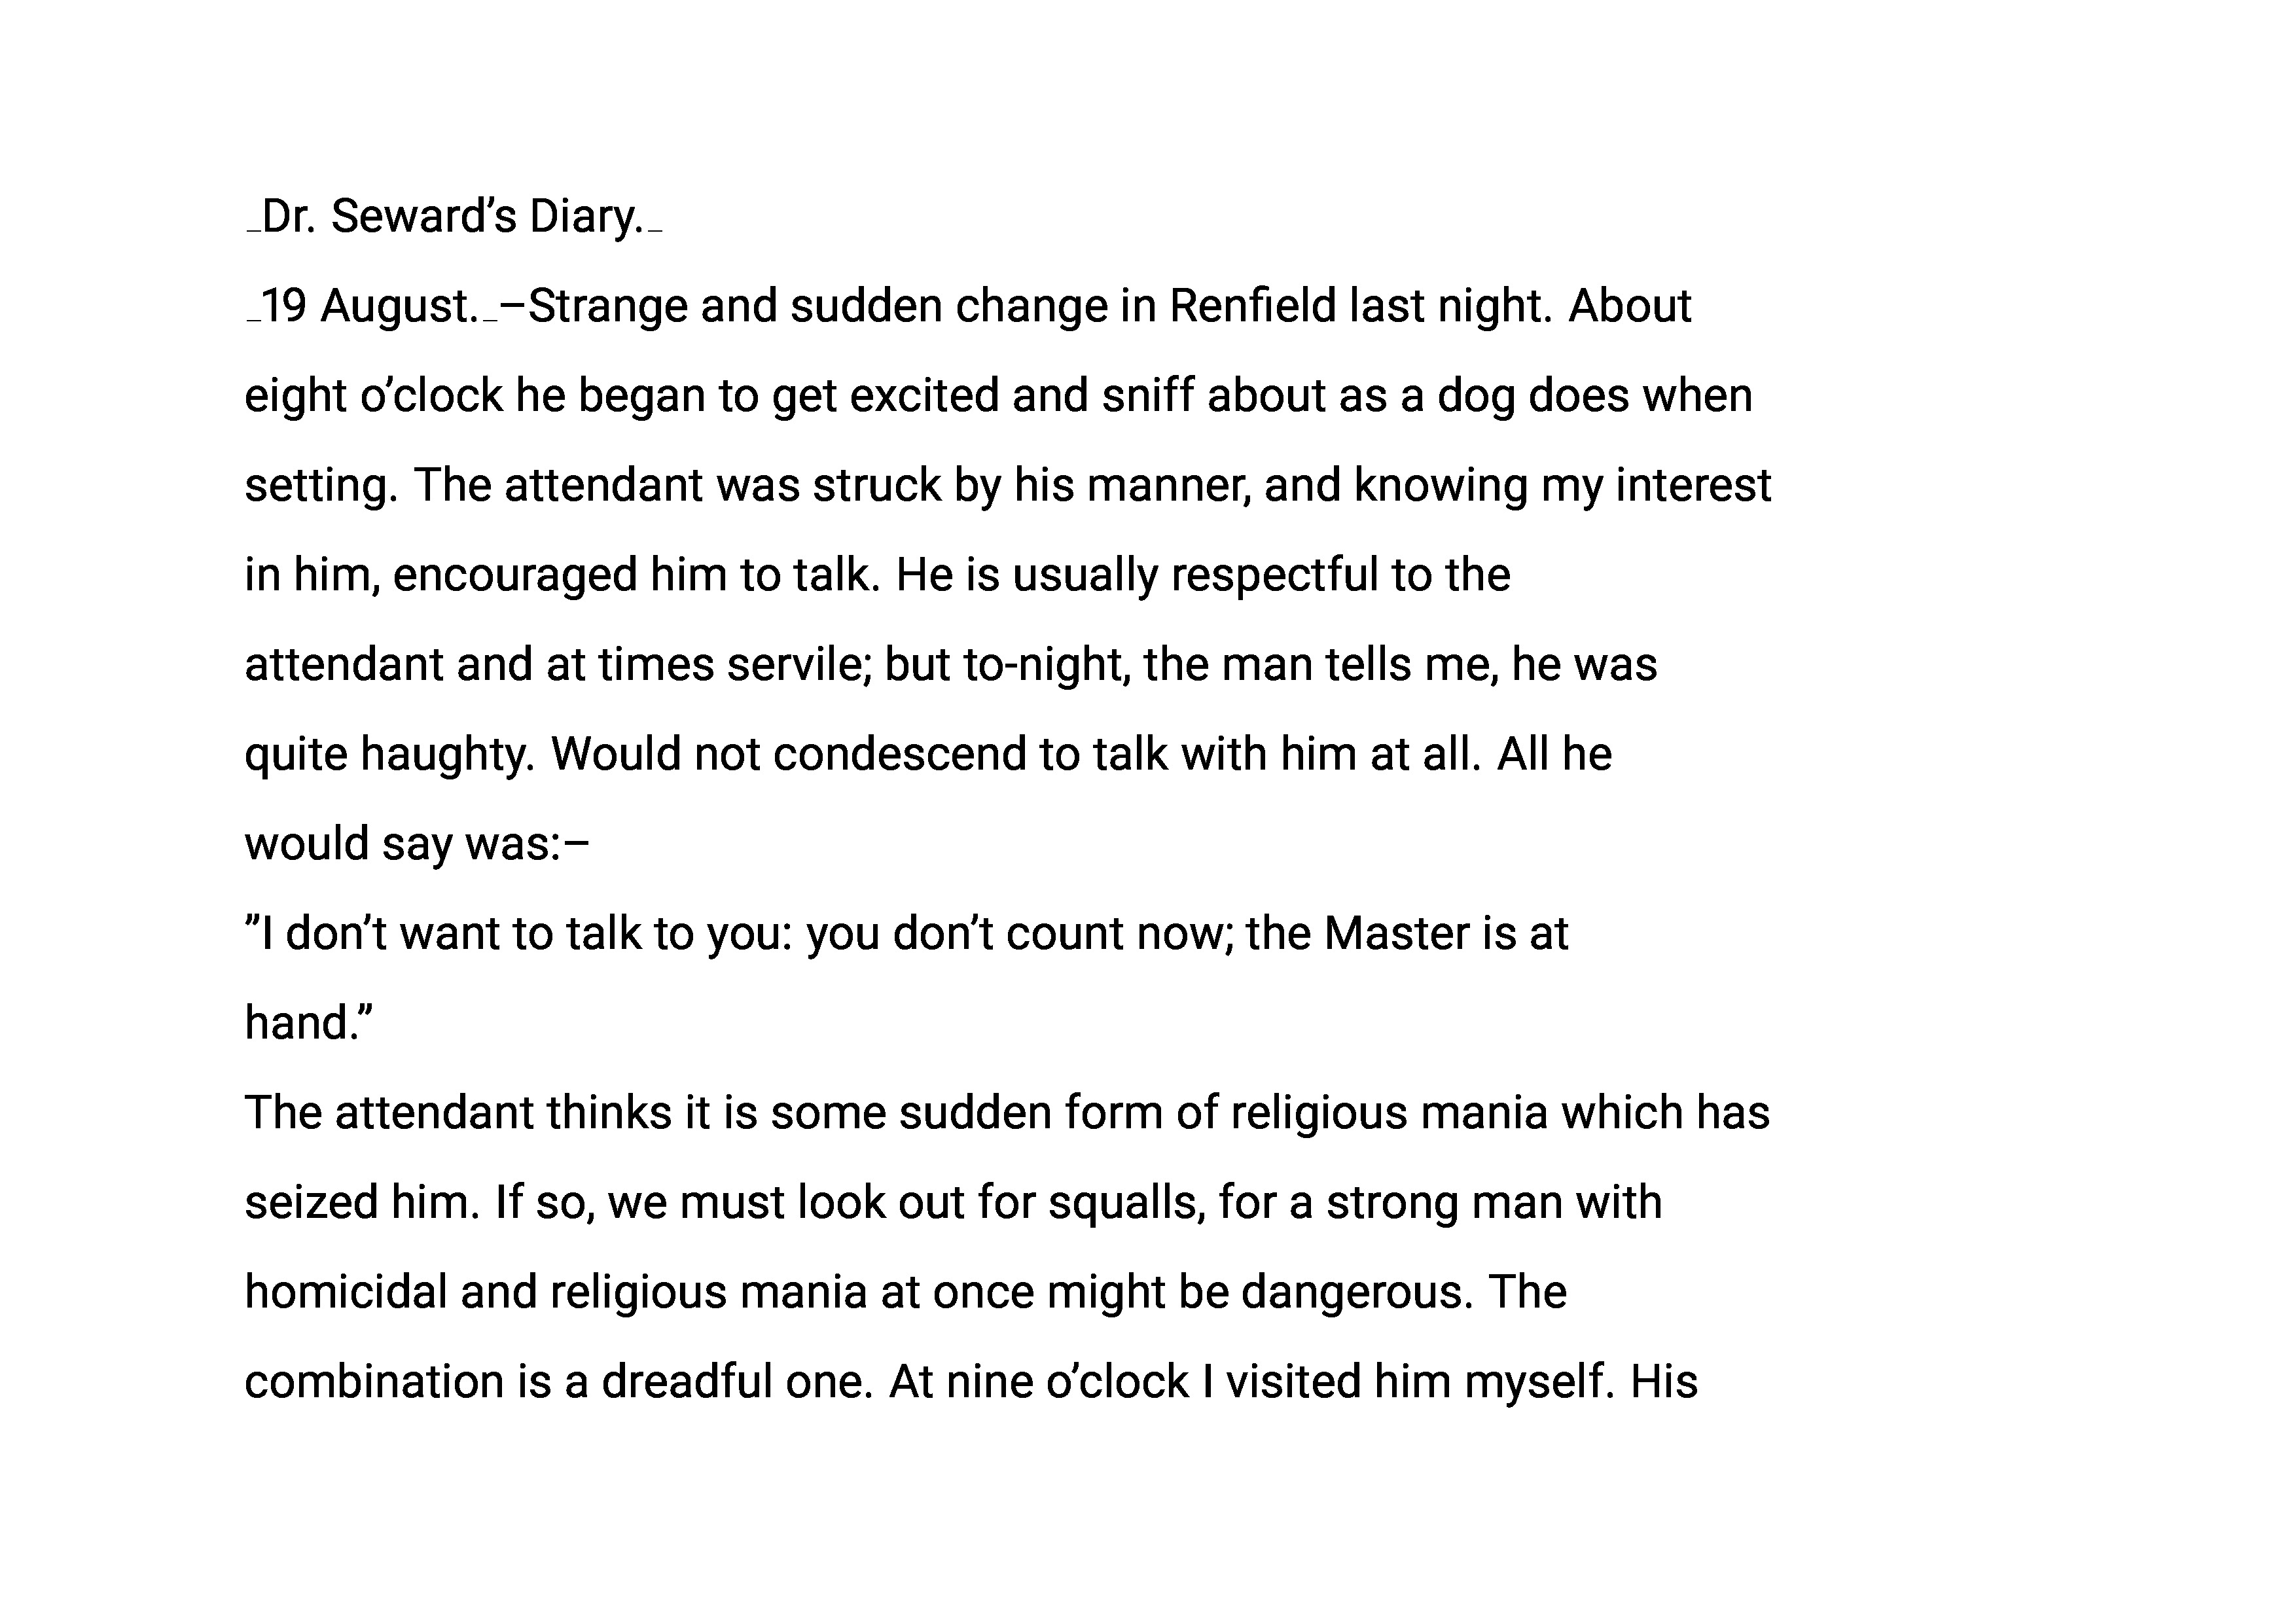 _Dr. Seward’s Diary._
_19 August._–Strange and sudden change in Renfield last night. About
eight o’clock he began to get excited and sniff about as a dog does when
setting. The attendant was struck by his manner, and knowing my interest
in him, encouraged him to talk. He is usually respectful to the
attendant and at times servile; but to-night, the man tells me, he was
quite haughty. Would not condescend to talk with him at all. All he
would say was:–
”I don’t want to talk to you: you don’t count now; the Master is at
hand.”
The attendant thinks it is some sudden form of religious mania which has
seized him. If so, we must look out for squalls, for a strong man with
homicidal and religious mania at once might be dangerous. The
combination is a dreadful one. At nine o’clock I visited him myself. His